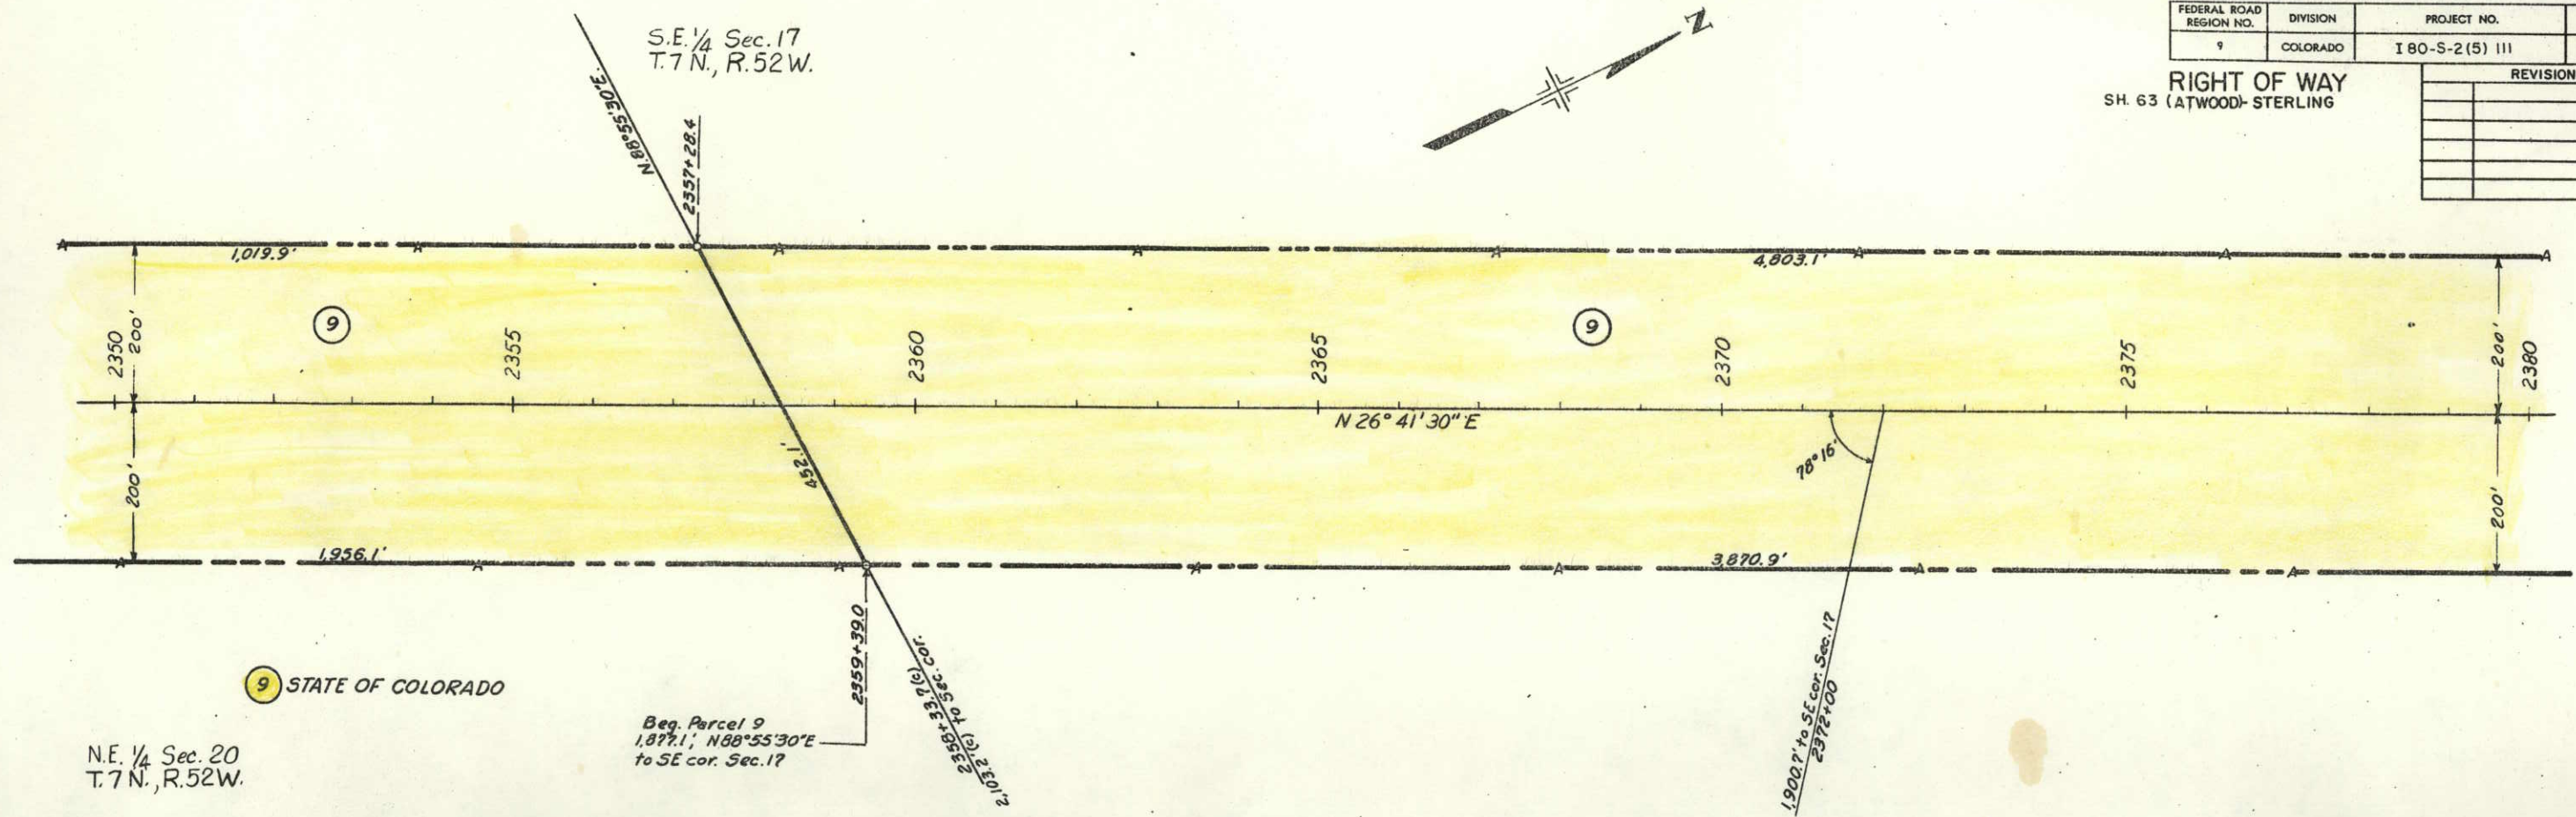 FEDERAL ROAD REGION NO. DIVISION PROJECT NO.
9 COLORADO I 80-S-2(5) 111
REVISION
RIGHT OF WAY
SH. 63 (ATWOOD)- STERLING
S.E. 1/4 Sec. 17
T. 7 N., R. 52 W.
N
N.88°55'30"E.
2357+28.4
1,019.9'
4,803.1'
200'
200'
9
9
2350
2355
2360
2365
2370
2375
2380
N 26° 41' 30" E
452.1'
78°16'
200'
200'
1,956.1'
3,870.9'
2359+39.0
9 STATE OF COLORADO
Beg. Parcel 9
1,877.1', N88°55'30"E
to SE cor. Sec. 17
2358+33.7(c)
2,103.2'(c) to Sec. cor.
1,900.7' to SE cor. Sec. 17
2372+00
N.E. 1/4 Sec. 20
T. 7 N., R. 52 W.